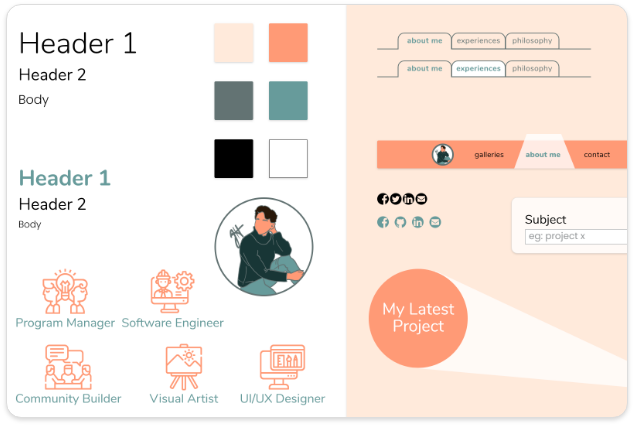 Header 1
Header 2
Body
Header 1
Header 2
Body
Program Manager
Software Engineer
Community Builder
Visual Artist
UI/UX Designer
about me
experiences
philosophy
about me
experiences
philosophy
galleries
about me
contact
Subject
eg: project x
My Latest
Project